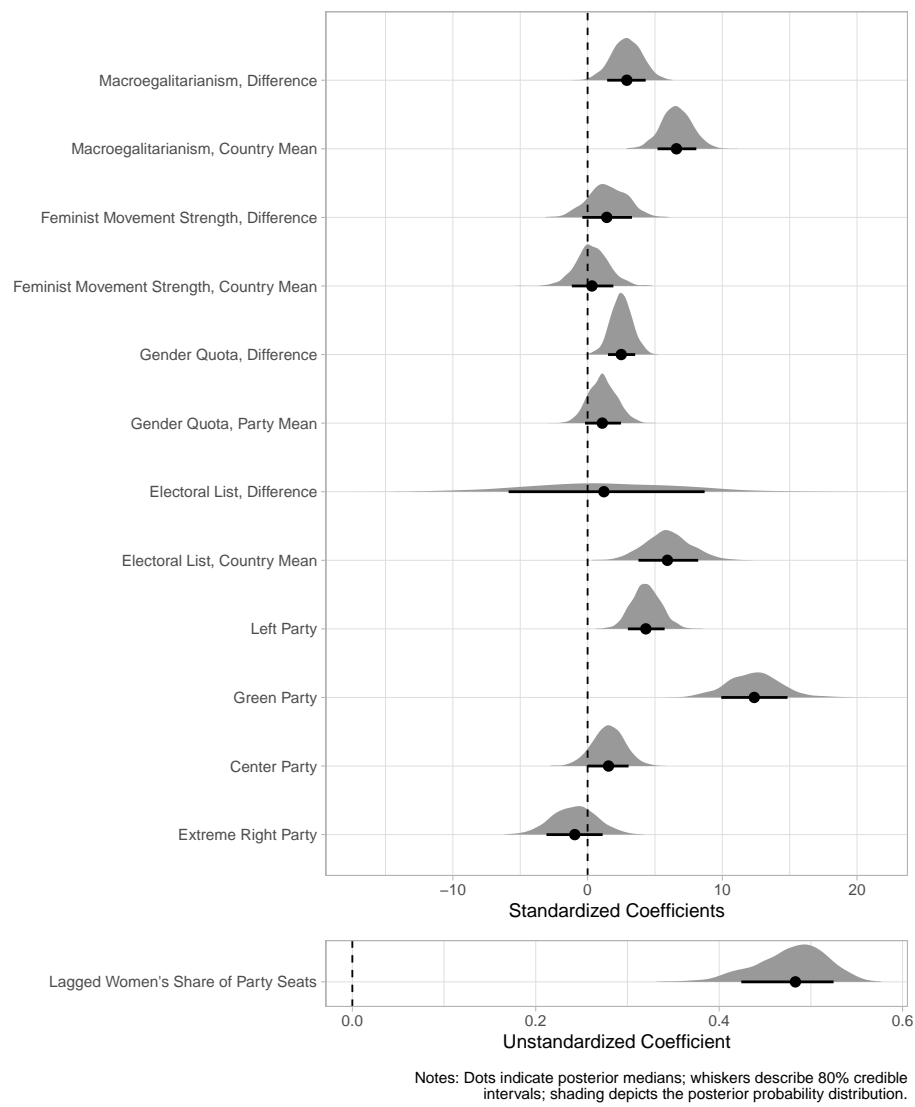 Macroegalitarianism, Difference
Macroegalitarianism, Country Mean
Feminist Movement Strength, Difference
Feminist Movement Strength, Country Mean
Gender Quota, Difference
Gender Quota, Party Mean
Electoral List, Difference
Electoral List, Country Mean
Left Party
Green Party
Center Party
Extreme Right Party
−10 0 10 20
Standardized Coefficients
Lagged Women's Share of Party Seats
0.0 0.2 0.4 0.6
Unstandardized Coefficient
Notes: Dots indicate posterior medians; whiskers describe 80% credible
intervals; shading depicts the posterior probability distribution.